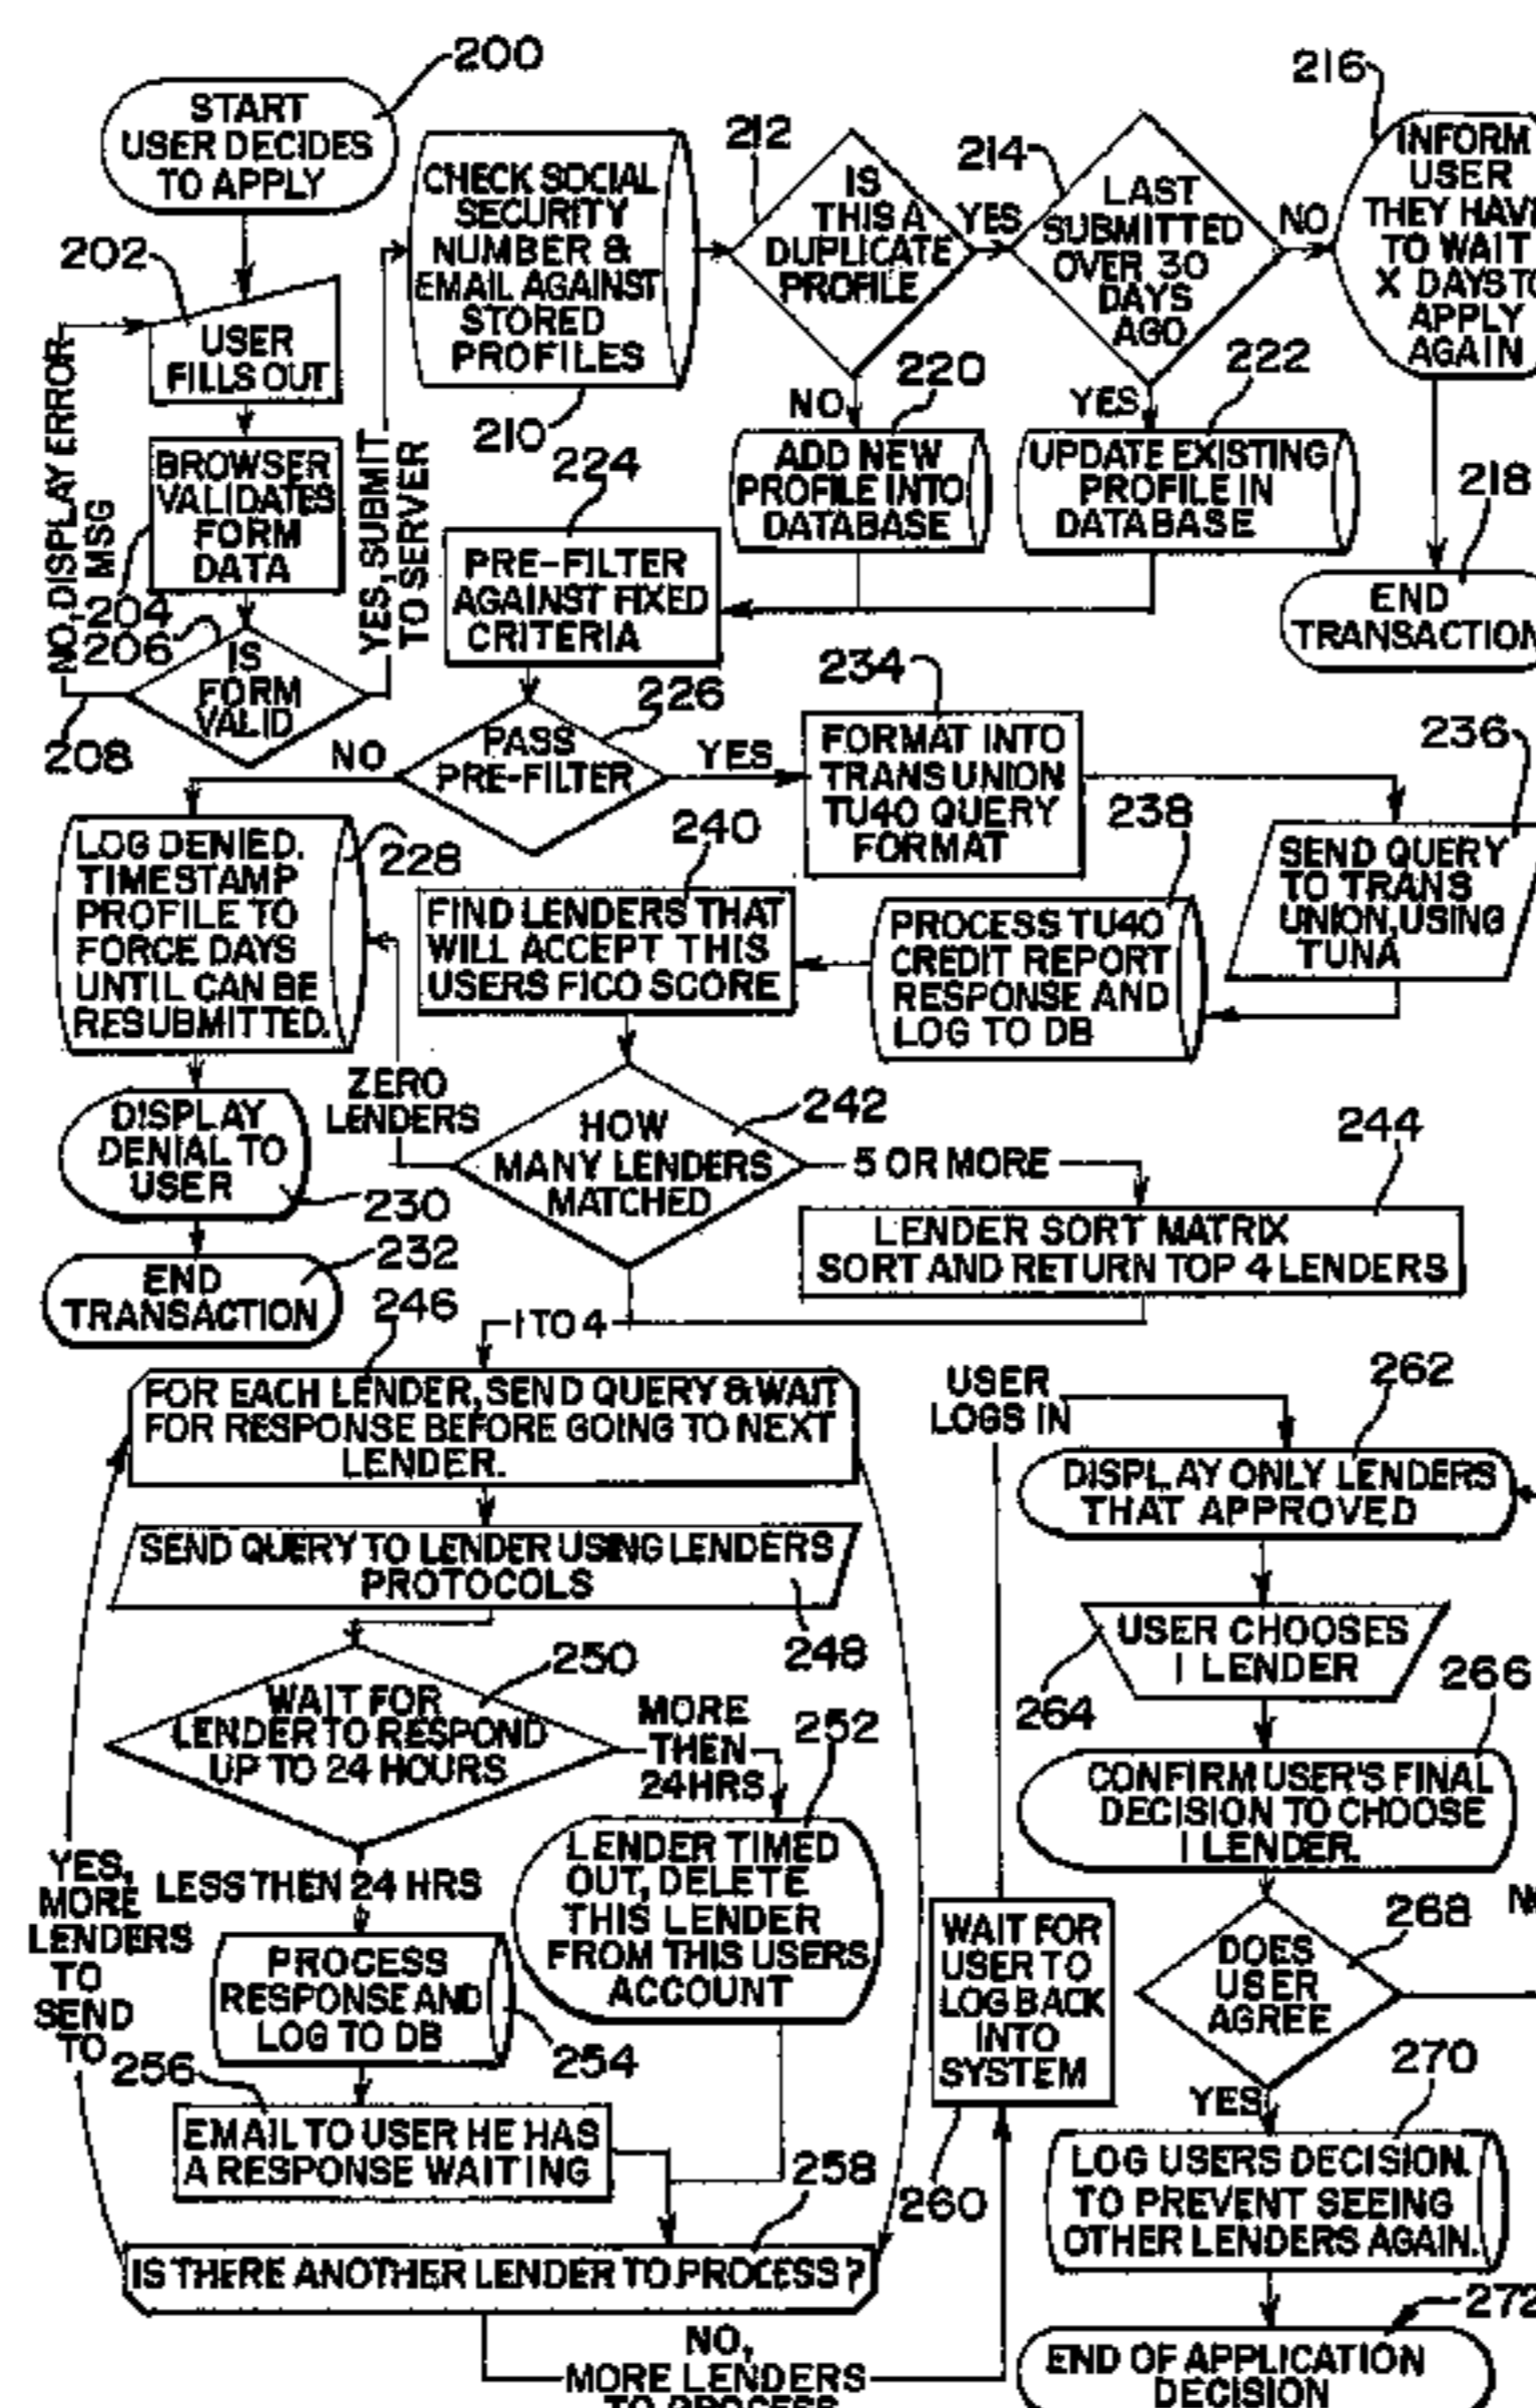 200
START
USER DECIDES
TO APPLY
202
USER
FILLS OUT
NO, DISPLAY ERROR
MSG
BROWSER
VALIDATES
FORM
DATA
204
206
IS
FORM
VALID
208
YES, SUBMIT
TO SERVER
CHECK SOCIAL
SECURITY
NUMBER &
EMAIL AGAINST
STORED
PROFILES
210
212
IS
THIS A
DUPLICATE
PROFILE
YES
NO
214
LAST
SUBMITTED
OVER 30
DAYS
AGO
NO
YES
216
INFORM
USER
THEY HAVE
TO WAIT
X DAYS TO
APPLY
AGAIN
218
END
TRANSACTION
220
ADD NEW
PROFILE INTO
DATABASE
222
UPDATE EXISTING
PROFILE IN
DATABASE
224
PRE-FILTER
AGAINST FIXED
CRITERIA
226
PASS
PRE-FILTER
NO
YES
234
FORMAT INTO
TRANS UNION
TU40 QUERY
FORMAT
236
SEND QUERY
TO TRANS
UNION, USING
TUNA
238
PROCESS TU40
CREDIT REPORT
RESPONSE AND
LOG TO DB
240
FIND LENDERS THAT
WILL ACCEPT THIS
USERS FICO SCORE
228
LOG DENIED.
TIMESTAMP
PROFILE TO
FORCE DAYS
UNTIL CAN BE
RESUBMITTED.
ZERO
LENDERS
DISPLAY
DENIAL TO
USER
230
232
END
TRANSACTION
242
HOW
MANY LENDERS
MATCHED
5 OR MORE
244
LENDER SORT MATRIX
SORT AND RETURN TOP 4 LENDERS
1 TO 4
246
FOR EACH LENDER, SEND QUERY & WAIT
FOR RESPONSE BEFORE GOING TO NEXT
LENDER.
SEND QUERY TO LENDER USING LENDERS
PROTOCOLS
248
250
WAIT FOR
LENDER TO RESPOND
UP TO 24 HOURS
MORE
THEN
24HRS
252
LENDER TIMED
OUT, DELETE
THIS LENDER
FROM THIS USERS
ACCOUNT
LESS THEN 24 HRS
YES,
MORE
LENDERS
TO
SEND
TO
PROCESS
RESPONSE AND
LOG TO DB
254
256
EMAIL TO USER HE HAS
A RESPONSE WAITING
258
IS THERE ANOTHER LENDER TO PROCESS?
NO,
MORE LENDERS
TO PROCESS
260
WAIT FOR
USER TO
LOG BACK
INTO
SYSTEM
USER
LOGS IN
262
DISPLAY ONLY LENDERS
THAT APPROVED
USER CHOOSES
1 LENDER
264
266
CONFIRM USER'S FINAL
DECISION TO CHOOSE
1 LENDER.
268
DOES
USER
AGREE
YES
270
LOG USERS DECISION.
TO PREVENT SEEING
OTHER LENDERS AGAIN.
272
END OF APPLICATION
DECISION